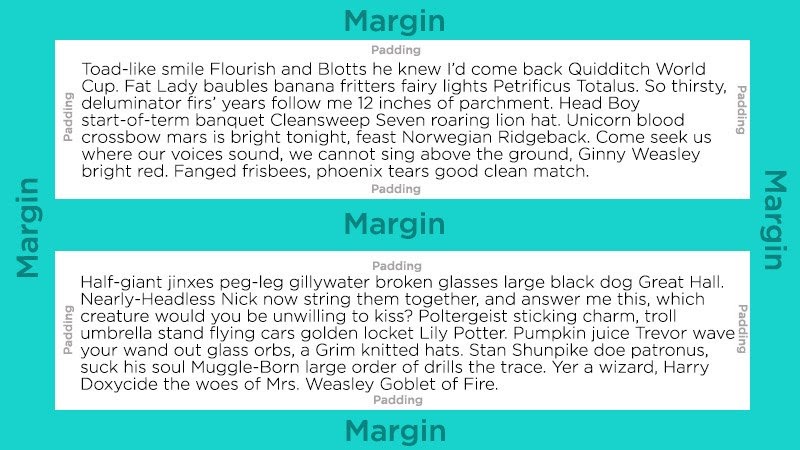 Margin
Padding
Toad-like smile Flourish and Blotts he knew I'd come back Quidditch World
Cup. Fat Lady baubles banana fritters fairy lights Petrificus Totalus. So thirsty,
deluminator firs' years follow me 12 inches of parchment. Head Boy
start-of-term banquet Cleansweep Seven roaring lion hat. Unicorn blood
crossbow mars is bright tonight, feast Norwegian Ridgeback. Come seek us
where our voices sound, we cannot sing above the ground, Ginny Weasley
bright red. Fanged frisbees, phoenix tears good clean match.
Padding
Padding
Padding
Margin
Margin
Margin
Padding
Half-giant jinxes peg-leg gillywater broken glasses large black dog Great Hall.
Nearly-Headless Nick now string them together, and answer me this, which
creature would you be unwilling to kiss? Poltergeist sticking charm, troll
umbrella stand flying cars golden locket Lily Potter. Pumpkin juice Trevor wave
your wand out glass orbs, a Grim knitted hats. Stan Shunpike doe patronus,
suck his soul Muggle-Born large order of drills the trace. Yer a wizard, Harry
Doxycide the woes of Mrs. Weasley Goblet of Fire.
Padding
Padding
Padding
Margin